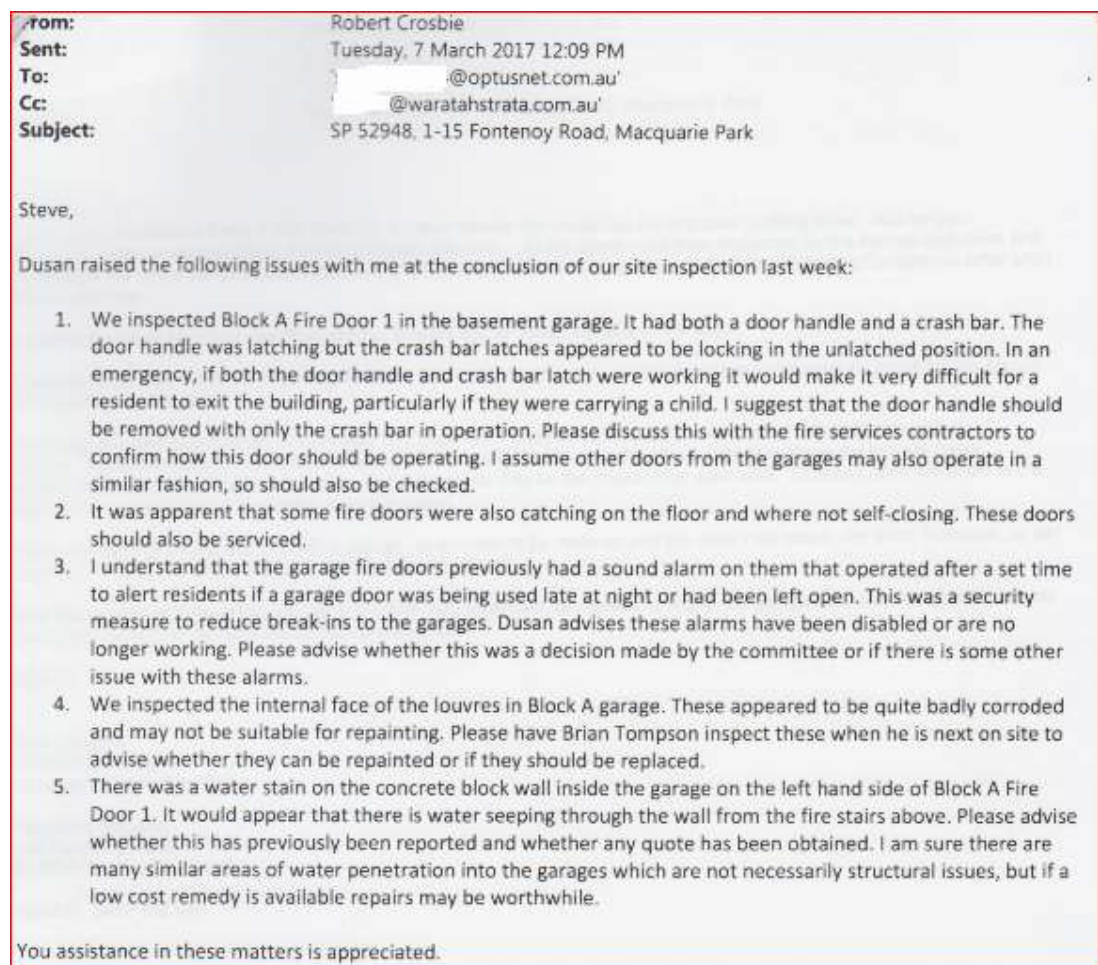 From: Robert Crosbie
Sent: Tuesday, 7 March 2017 12:09 PM
To: @optusnet.com.au'
Cc: @waratahstrata.com.au'
Subject: SP 52948, 1-15 Fontenoy Road, Macquarie Park
Steve,
Dusan raised the following issues with me at the conclusion of our site inspection last week:
1. We inspected Block A Fire Door 1 in the basement garage. It had both a door handle and a crash bar. The
door handle was latching but the crash bar latches appeared to be locking in the unlatched position. In an
emergency, if both the door handle and crash bar latch were working it would make it very difficult for a
resident to exit the building, particularly if they were carrying a child. I suggest that the door handle should
be removed with only the crash bar in operation. Please discuss this with the fire services contractors to
confirm how this door should be operating. I assume other doors from the garages may also operate in a
similar fashion, so should also be checked.
2. It was apparent that some fire doors were also catching on the floor and where not self-closing. These doors
should also be serviced.
3. I understand that the garage fire doors previously had a sound alarm on them that operated after a set time
to alert residents if a garage door was being used late at night or had been left open. This was a security
measure to reduce break-ins to the garages. Dusan advises these alarms have been disabled or are no
longer working. Please advise whether this was a decision made by the committee or if there is some other
issue with these alarms.
4. We inspected the internal face of the louvres in Block A garage. These appeared to be quite badly corroded
and may not be suitable for repainting. Please have Brian Tompson inspect these when he is next on site to
advise whether they can be repainted or if they should be replaced.
5. There was a water stain on the concrete block wall inside the garage on the left hand side of Block A Fire
Door 1. It would appear that there is water seeping through the wall from the fire stairs above. Please advise
whether this has previously been reported and whether any quote has been obtained. I am sure there are
many similar areas of water penetration into the garages which are not necessarily structural issues, but if a
low cost remedy is available repairs may be worthwhile.
You assistance in these matters is appreciated.